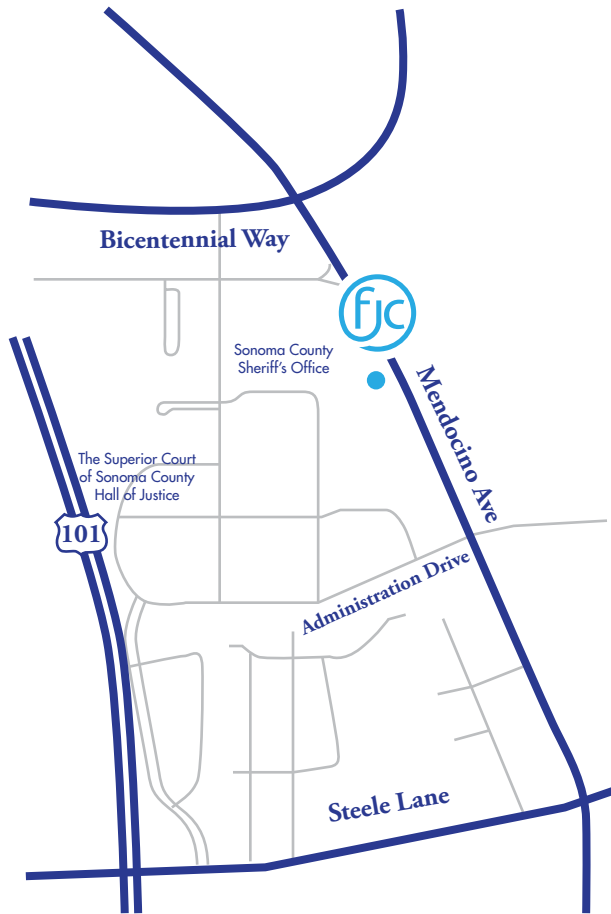 Bicentennial Way
fjc
Sonoma County
Sheriff's Office
Mendocino Ave
The Superior Court
of Sonoma County
Hall of Justice
101
Administration Drive
Steele Lane